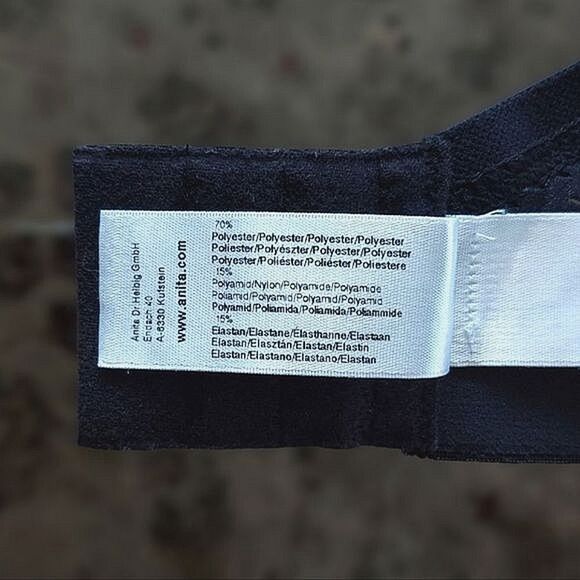 Anita Dr Helbig GmbH
Endach 40
A-6330 Kufstein
www.anita.com
70%
Polyester/Polyester/Polyester/Polyester
Poliester/Polyészter/Polyester/Polyester
Polyester/Poliéster/Poliéster/Poliestere
15%
Polyamid/Nylon/Polyamide/Polyamide
Poliamid/Polyamid/Polyamid/Polyamid
Polyamid/Poliamida/Poliamida/Poliammide
15%
Elastan/Elastane/Élasthanne/Elastaan
Elastan/Elasztán/Elastan/Elastin
Elastan/Elastano/Elastano/Elastan